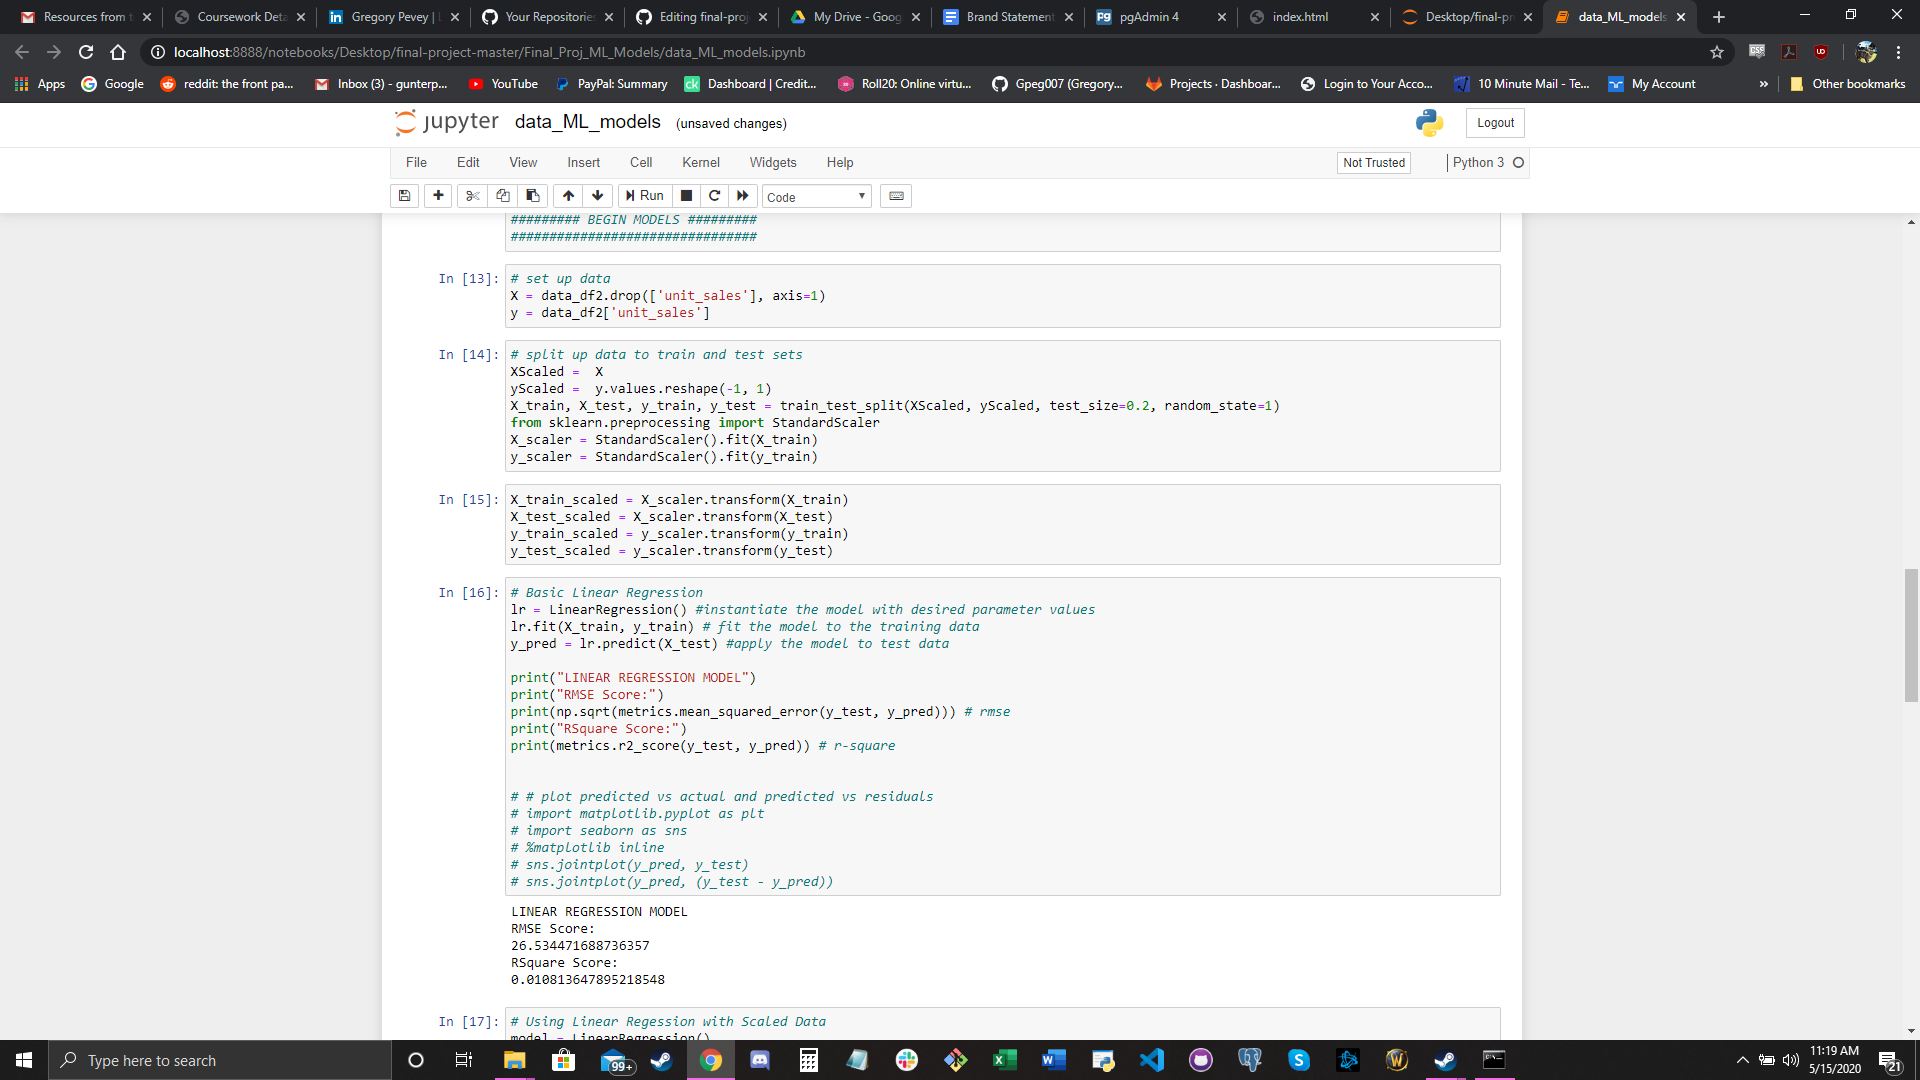 Resources from t
Coursework Deta
Gregory Pevey | L
Your Repositories
Editing final-proj
My Drive - Goog
Brand Statement
pgAdmin 4
index.html
Desktop/final-pr
data_ML_models
localhost:8888/notebooks/Desktop/final-project-master/Final_Proj_ML_Models/data_ML_models.ipynb
Apps
Google
reddit: the front pa...
Inbox (3) - gunterp...
YouTube
PayPal: Summary
Dashboard | Credit...
Roll20: Online virtu...
Gpeg007 (Gregory...
Projects · Dashboar...
Login to Your Acco...
10 Minute Mail - Te...
My Account
»
Other bookmarks
jupyter data_ML_models (unsaved changes)
Logout
File Edit View Insert Cell Kernel Widgets Help
Not Trusted
Python 3
Run
Code
######### BEGIN MODELS #########
################################
In [13]:
# set up data
X = data_df2.drop(['unit_sales'], axis=1)
y = data_df2['unit_sales']
In [14]:
# split up data to train and test sets
XScaled =  X
yScaled =  y.values.reshape(-1, 1)
X_train, X_test, y_train, y_test = train_test_split(XScaled, yScaled, test_size=0.2, random_state=1)
from sklearn.preprocessing import StandardScaler
X_scaler = StandardScaler().fit(X_train)
y_scaler = StandardScaler().fit(y_train)
In [15]:
X_train_scaled = X_scaler.transform(X_train)
X_test_scaled = X_scaler.transform(X_test)
y_train_scaled = y_scaler.transform(y_train)
y_test_scaled = y_scaler.transform(y_test)
In [16]:
# Basic Linear Regression
lr = LinearRegression() #instantiate the model with desired parameter values
lr.fit(X_train, y_train) # fit the model to the training data
y_pred = lr.predict(X_test) #apply the model to test data
print("LINEAR REGRESSION MODEL")
print("RMSE Score:")
print(np.sqrt(metrics.mean_squared_error(y_test, y_pred))) # rmse
print("RSquare Score:")
print(metrics.r2_score(y_test, y_pred)) # r-square
# # plot predicted vs actual and predicted vs residuals
# import matplotlib.pyplot as plt
# import seaborn as sns
# %matplotlib inline
# sns.jointplot(y_pred, y_test)
# sns.jointplot(y_pred, (y_test - y_pred))
LINEAR REGRESSION MODEL
RMSE Score:
26.534471688736357
RSquare Score:
0.010813647895218548
In [17]:
# Using Linear Regession with Scaled Data
model = LinearRegression()
Type here to search
99+
11:19 AM
5/15/2020
21